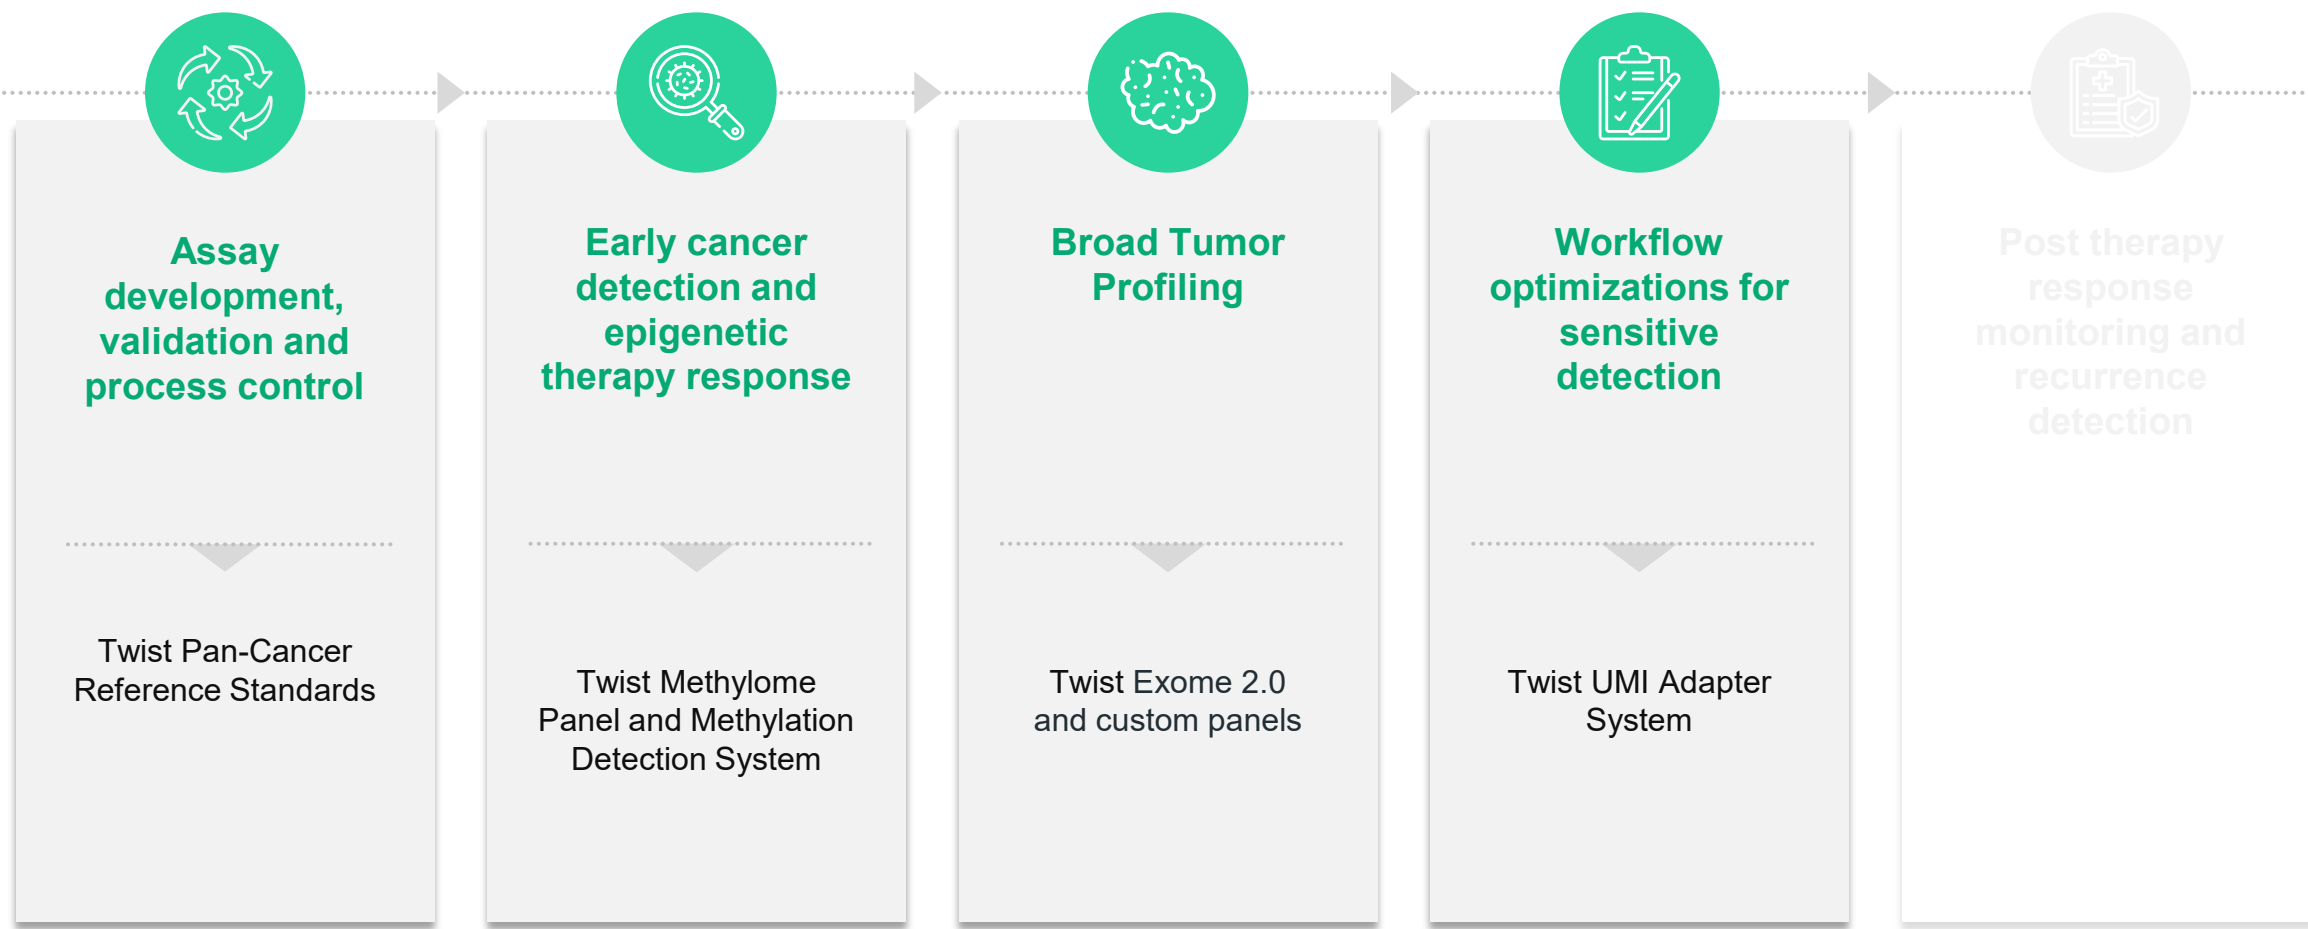 Assay
development,
validation and
process control
Twist Pan-Cancer
Reference Standards
Early cancer
detection and
epigenetic
therapy response
Twist Methylome
Panel and Methylation
Detection System
Broad Tumor
Profiling
Twist Exome 2.0
and custom panels
Workflow
optimizations for
sensitive
detection
Twist UMI Adapter
System
Post therapy
response
monitoring and
recurrence
detection